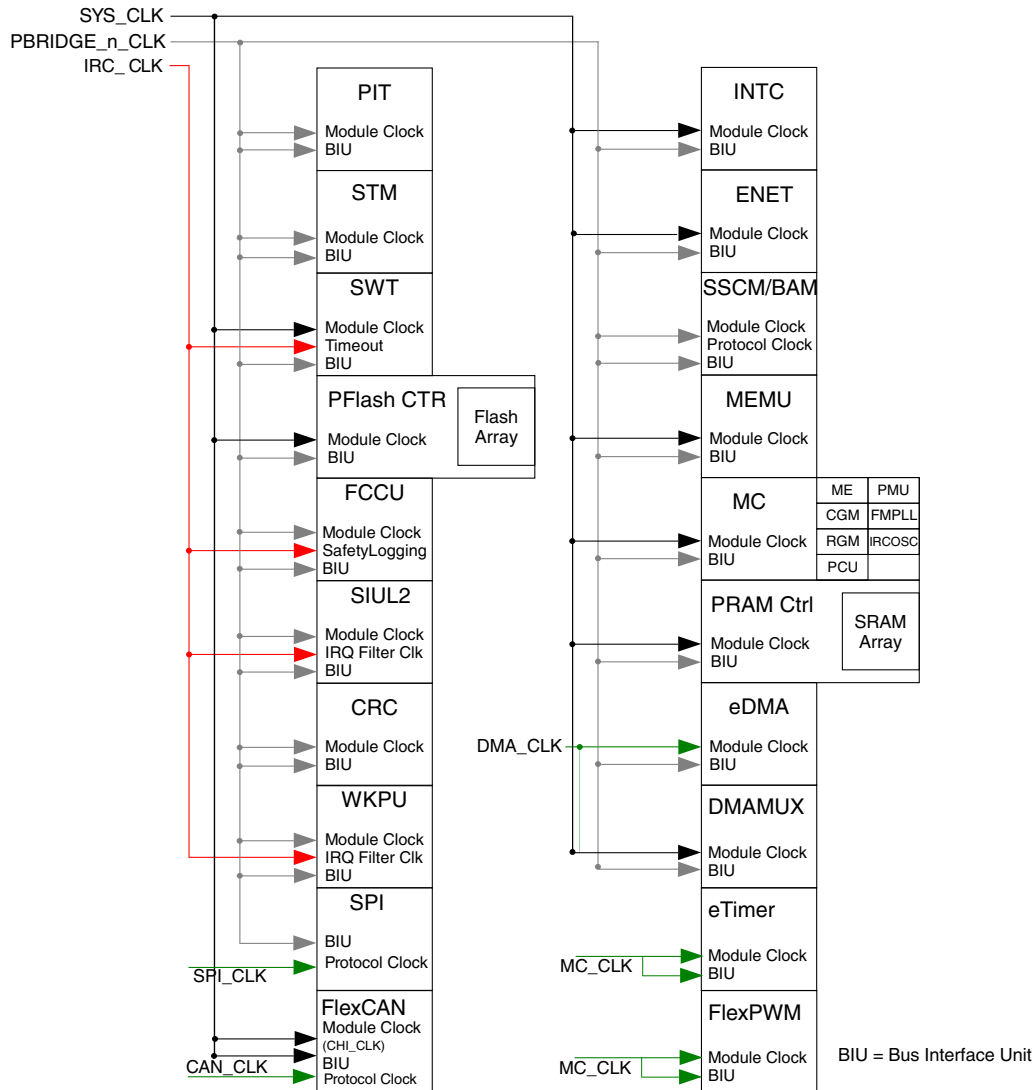 SYS_CLK
PBRIDGE_n_CLK
IRC_ CLK
PIT
Module Clock
BIU
STM
Module Clock
BIU
SWT
Module Clock
Timeout
BIU
PFlash CTR
Module Clock
BIU
Flash
Array
FCCU
Module Clock
SafetyLogging
BIU
SIUL2
Module Clock
IRQ Filter Clk
BIU
CRC
Module Clock
BIU
WKPU
Module Clock
IRQ Filter Clk
BIU
SPI
BIU
Protocol Clock
SPI_CLK
FlexCAN
Module Clock
(CHI_CLK)
BIU
Protocol Clock
CAN_CLK
INTC
Module Clock
BIU
ENET
Module Clock
BIU
SSCM/BAM
Module Clock
Protocol Clock
BIU
MEMU
Module Clock
BIU
MC
Module Clock
BIU
ME PMU
CGM FMPLL
RGM IRCOSC
PCU
PRAM Ctrl
Module Clock
BIU
SRAM
Array
eDMA
DMA_CLK
Module Clock
BIU
DMAMUX
Module Clock
BIU
eTimer
Module Clock
MC_CLK
BIU
FlexPWM
Module Clock
MC_CLK
BIU
BIU = Bus Interface Unit